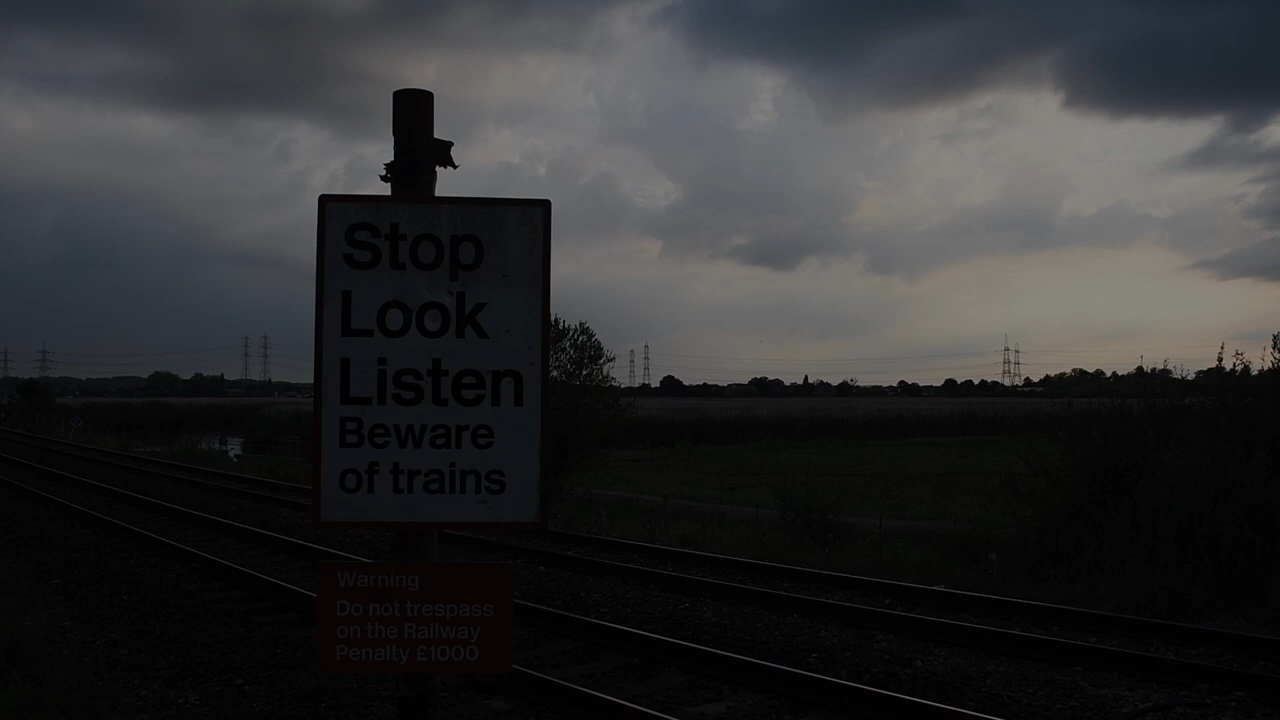 Stop
Look
Listen
Beware
of trains
Warning
Do not trespass
on the Railway
Penalty £1000